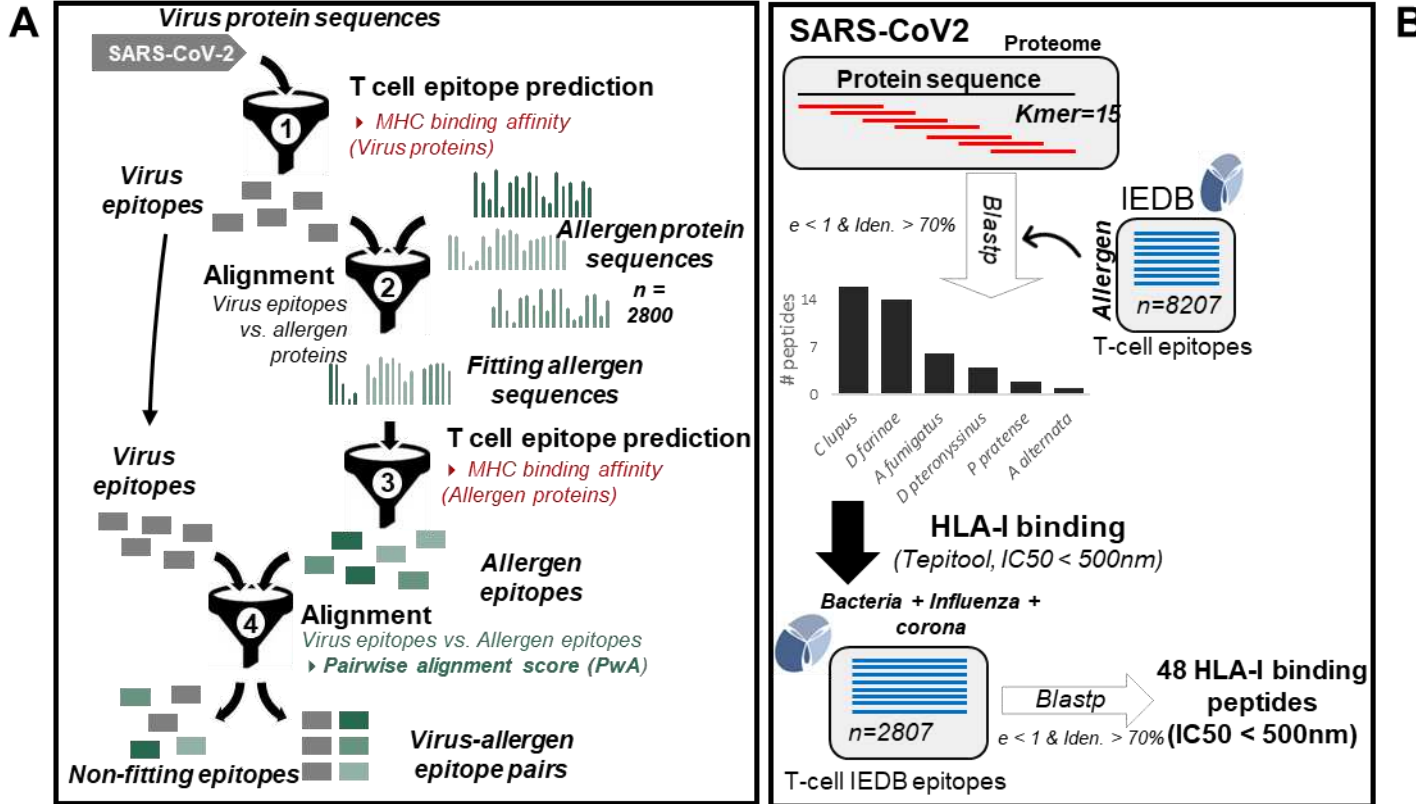 A
Virus protein sequences
SARS-CoV-2
1
T cell epitope prediction
MHC binding affinity
(Virus proteins)
Virus
epitopes
Allergen protein
sequences
n =
2800
Alignment
Virus epitopes
vs. allergen
proteins
2
Fitting allergen
sequences
T cell epitope prediction
MHC binding affinity
(Allergen proteins)
3
Virus
epitopes
Allergen
epitopes
4
Alignment
Virus epitopes vs. Allergen epitopes
Pairwise alignment score (PwA)
Non-fitting epitopes
Virus-allergen
epitope pairs
B
SARS-CoV2
Proteome
Protein sequence
Kmer=15
Blastp
e < 1 & Iden. > 70%
IEDB
Allergen
n=8207
T-cell epitopes
# peptides
14
7
0
C lupus
D farinae
A fumigatus
D pteronyssinus
P pratense
A alternata
HLA-I binding
(Tepitool, IC50 < 500nm)
Bacteria + Influenza +
corona
n=2807
T-cell IEDB epitopes
Blastp
e < 1 & Iden. > 70%
48 HLA-I binding
peptides
(IC50 < 500nm)